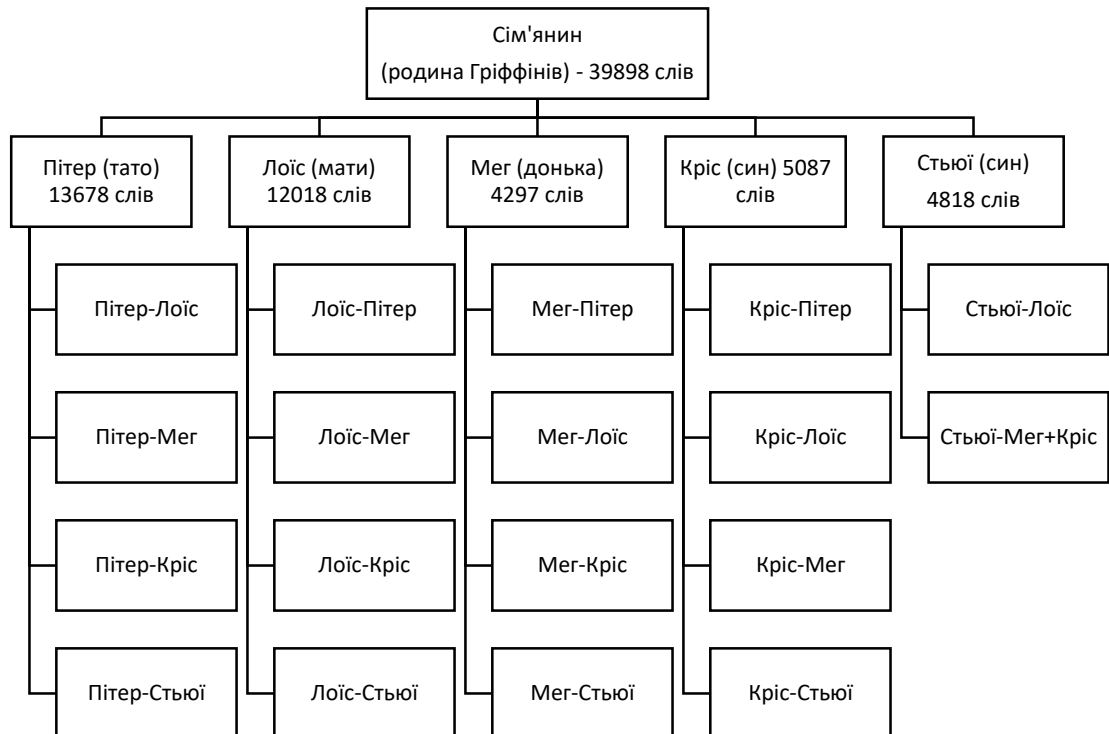 Сім'янин
(родина Гріффінів) - 39898 слів
Пітер (тато)
13678 слів
Лоїс (мати)
12018 слів
Мег (донька)
4297 слів
Кріс (син) 5087
слів
Стьюї (син)
4818 слів
Пітер-Лоїс
Лоїс-Пітер
Мег-Пітер
Кріс-Пітер
Стьюї-Лоїс
Пітер-Мег
Лоїс-Мег
Мег-Лоїс
Кріс-Лоїс
Стьюї-Мег+Кріс
Пітер-Кріс
Лоїс-Кріс
Мег-Кріс
Кріс-Мег
Пітер-Стьюї
Лоїс-Стьюї
Мег-Стьюї
Кріс-Стьюї